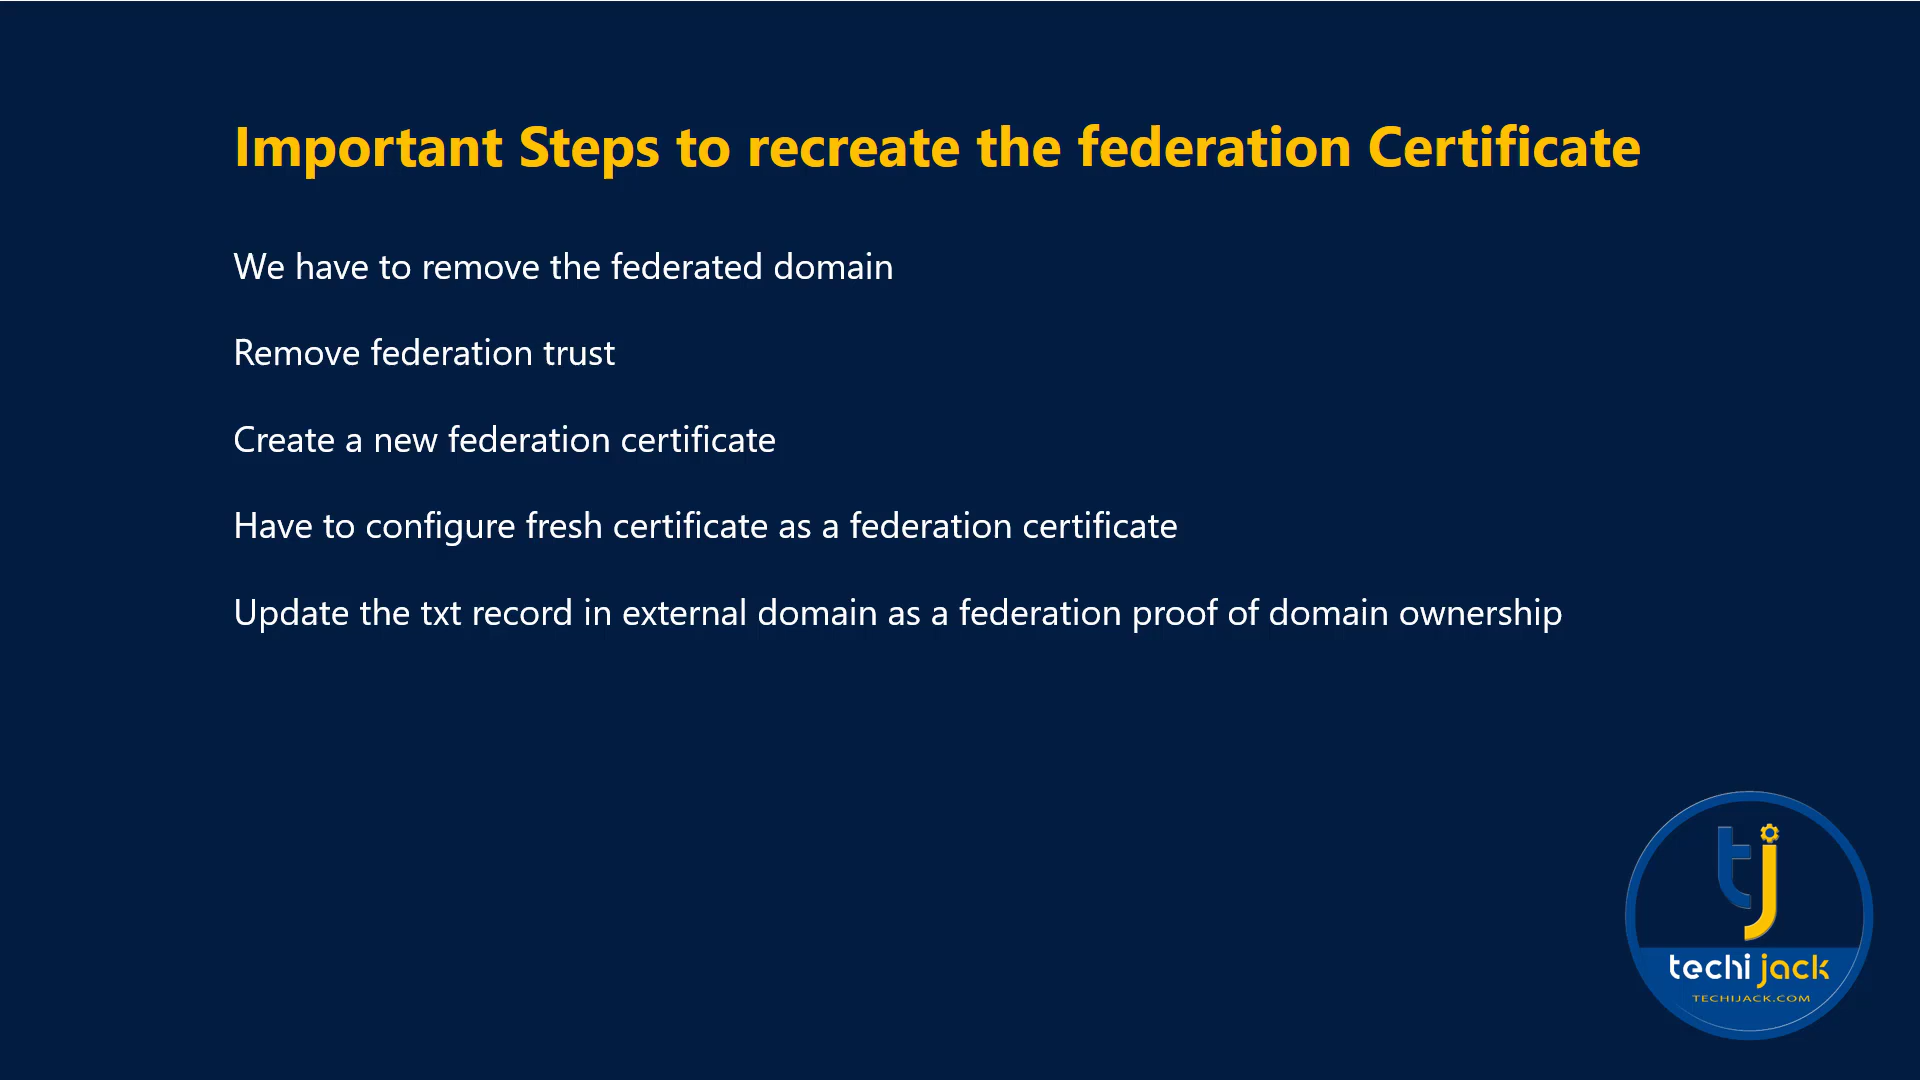 Important Steps to recreate the federation Certificate
We have to remove the federated domain
Remove federation trust
Create a new federation certificate
Have to configure fresh certificate as a federation certificate
Update the txt record in external domain as a federation proof of domain ownership
tj
techi jack
TECHIJACK.COM